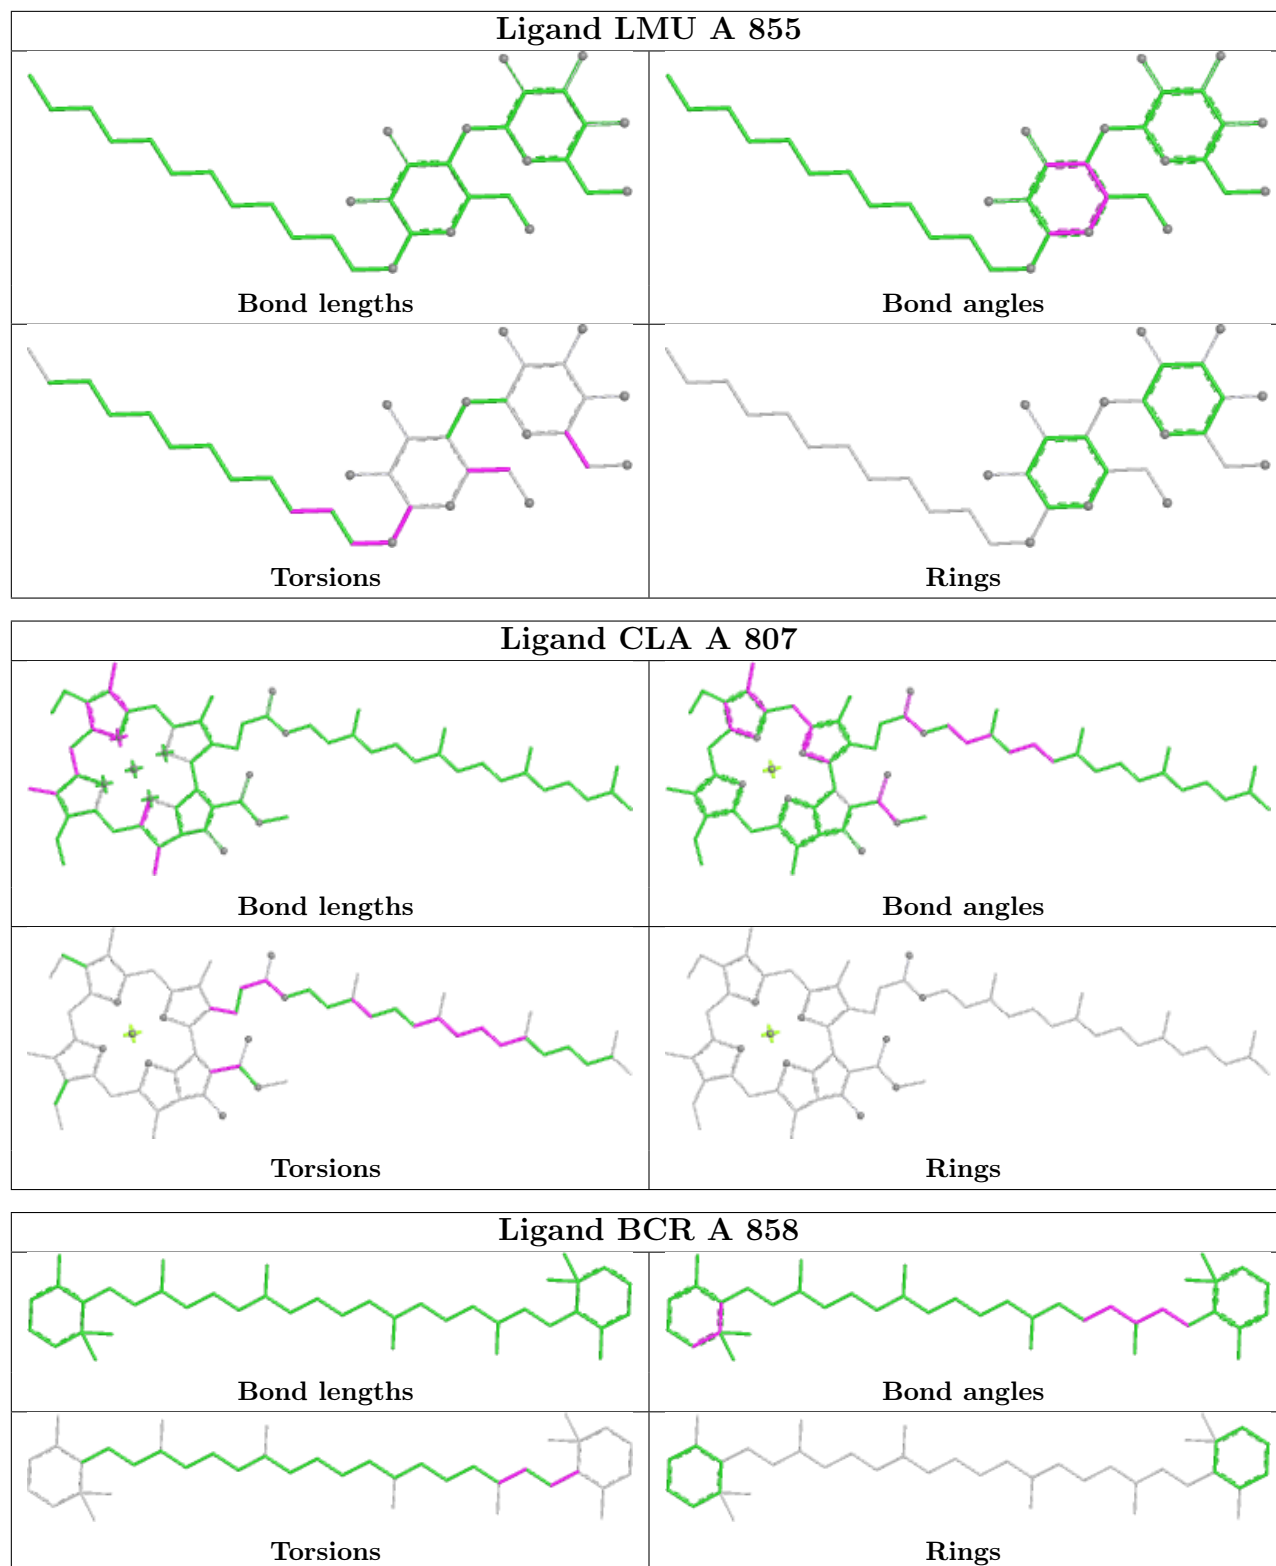 Ligand LMU A 855
Bond lengths
Bond angles
Torsions
Rings
Ligand CLA A 807
Bond lengths
Bond angles
Torsions
Rings
Ligand BCR A 858
Bond lengths
Bond angles
Torsions
Rings